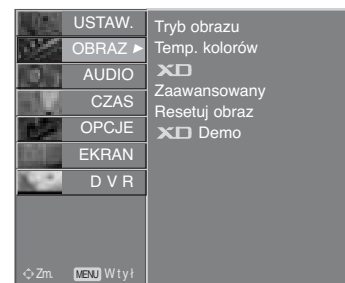 USTAW.
OBRAZ ►
AUDIO
CZAS
OPCJE
EKRAN
D V R
Zm.
MENU Wtył
Tryb obrazu
Temp. kolorów
XD
Zaawansowany
Resetuj obraz
XD Demo